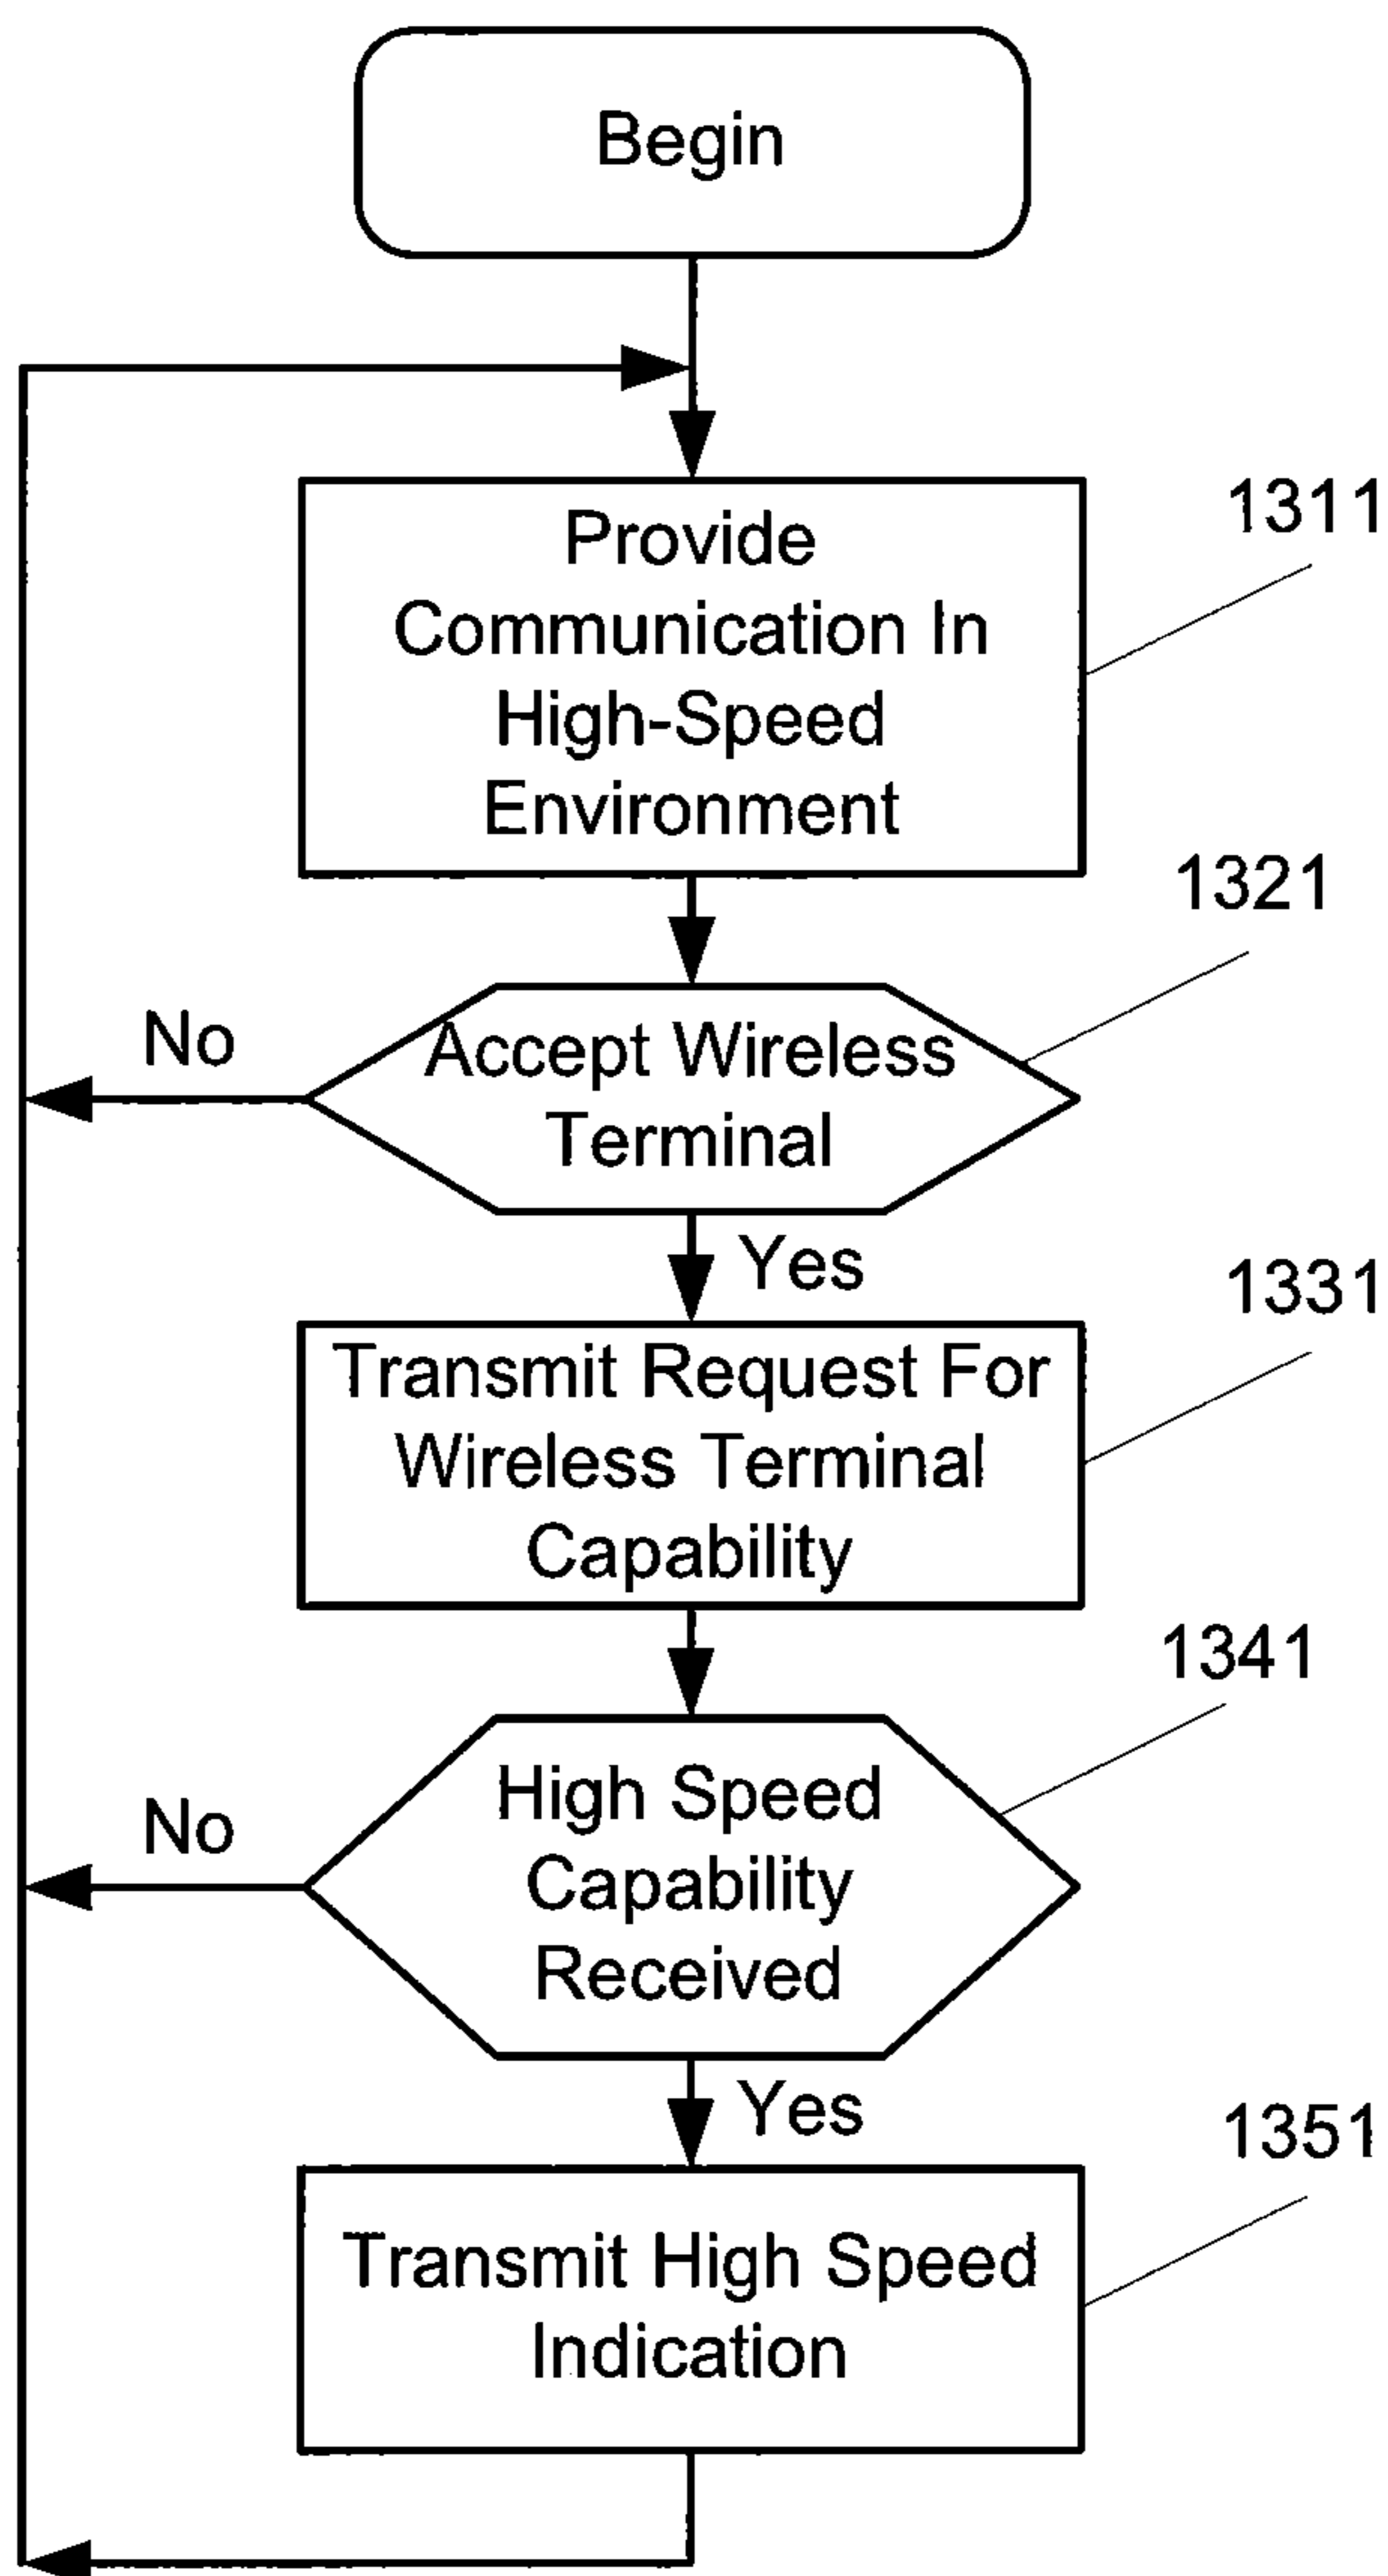 Begin
Provide
Communication In
High-Speed
Environment
1311
1321
Accept Wireless
Terminal
No
Yes
1331
Transmit Request For
Wireless Terminal
Capability
1341
High Speed
Capability
Received
No
Yes
1351
Transmit High Speed
Indication